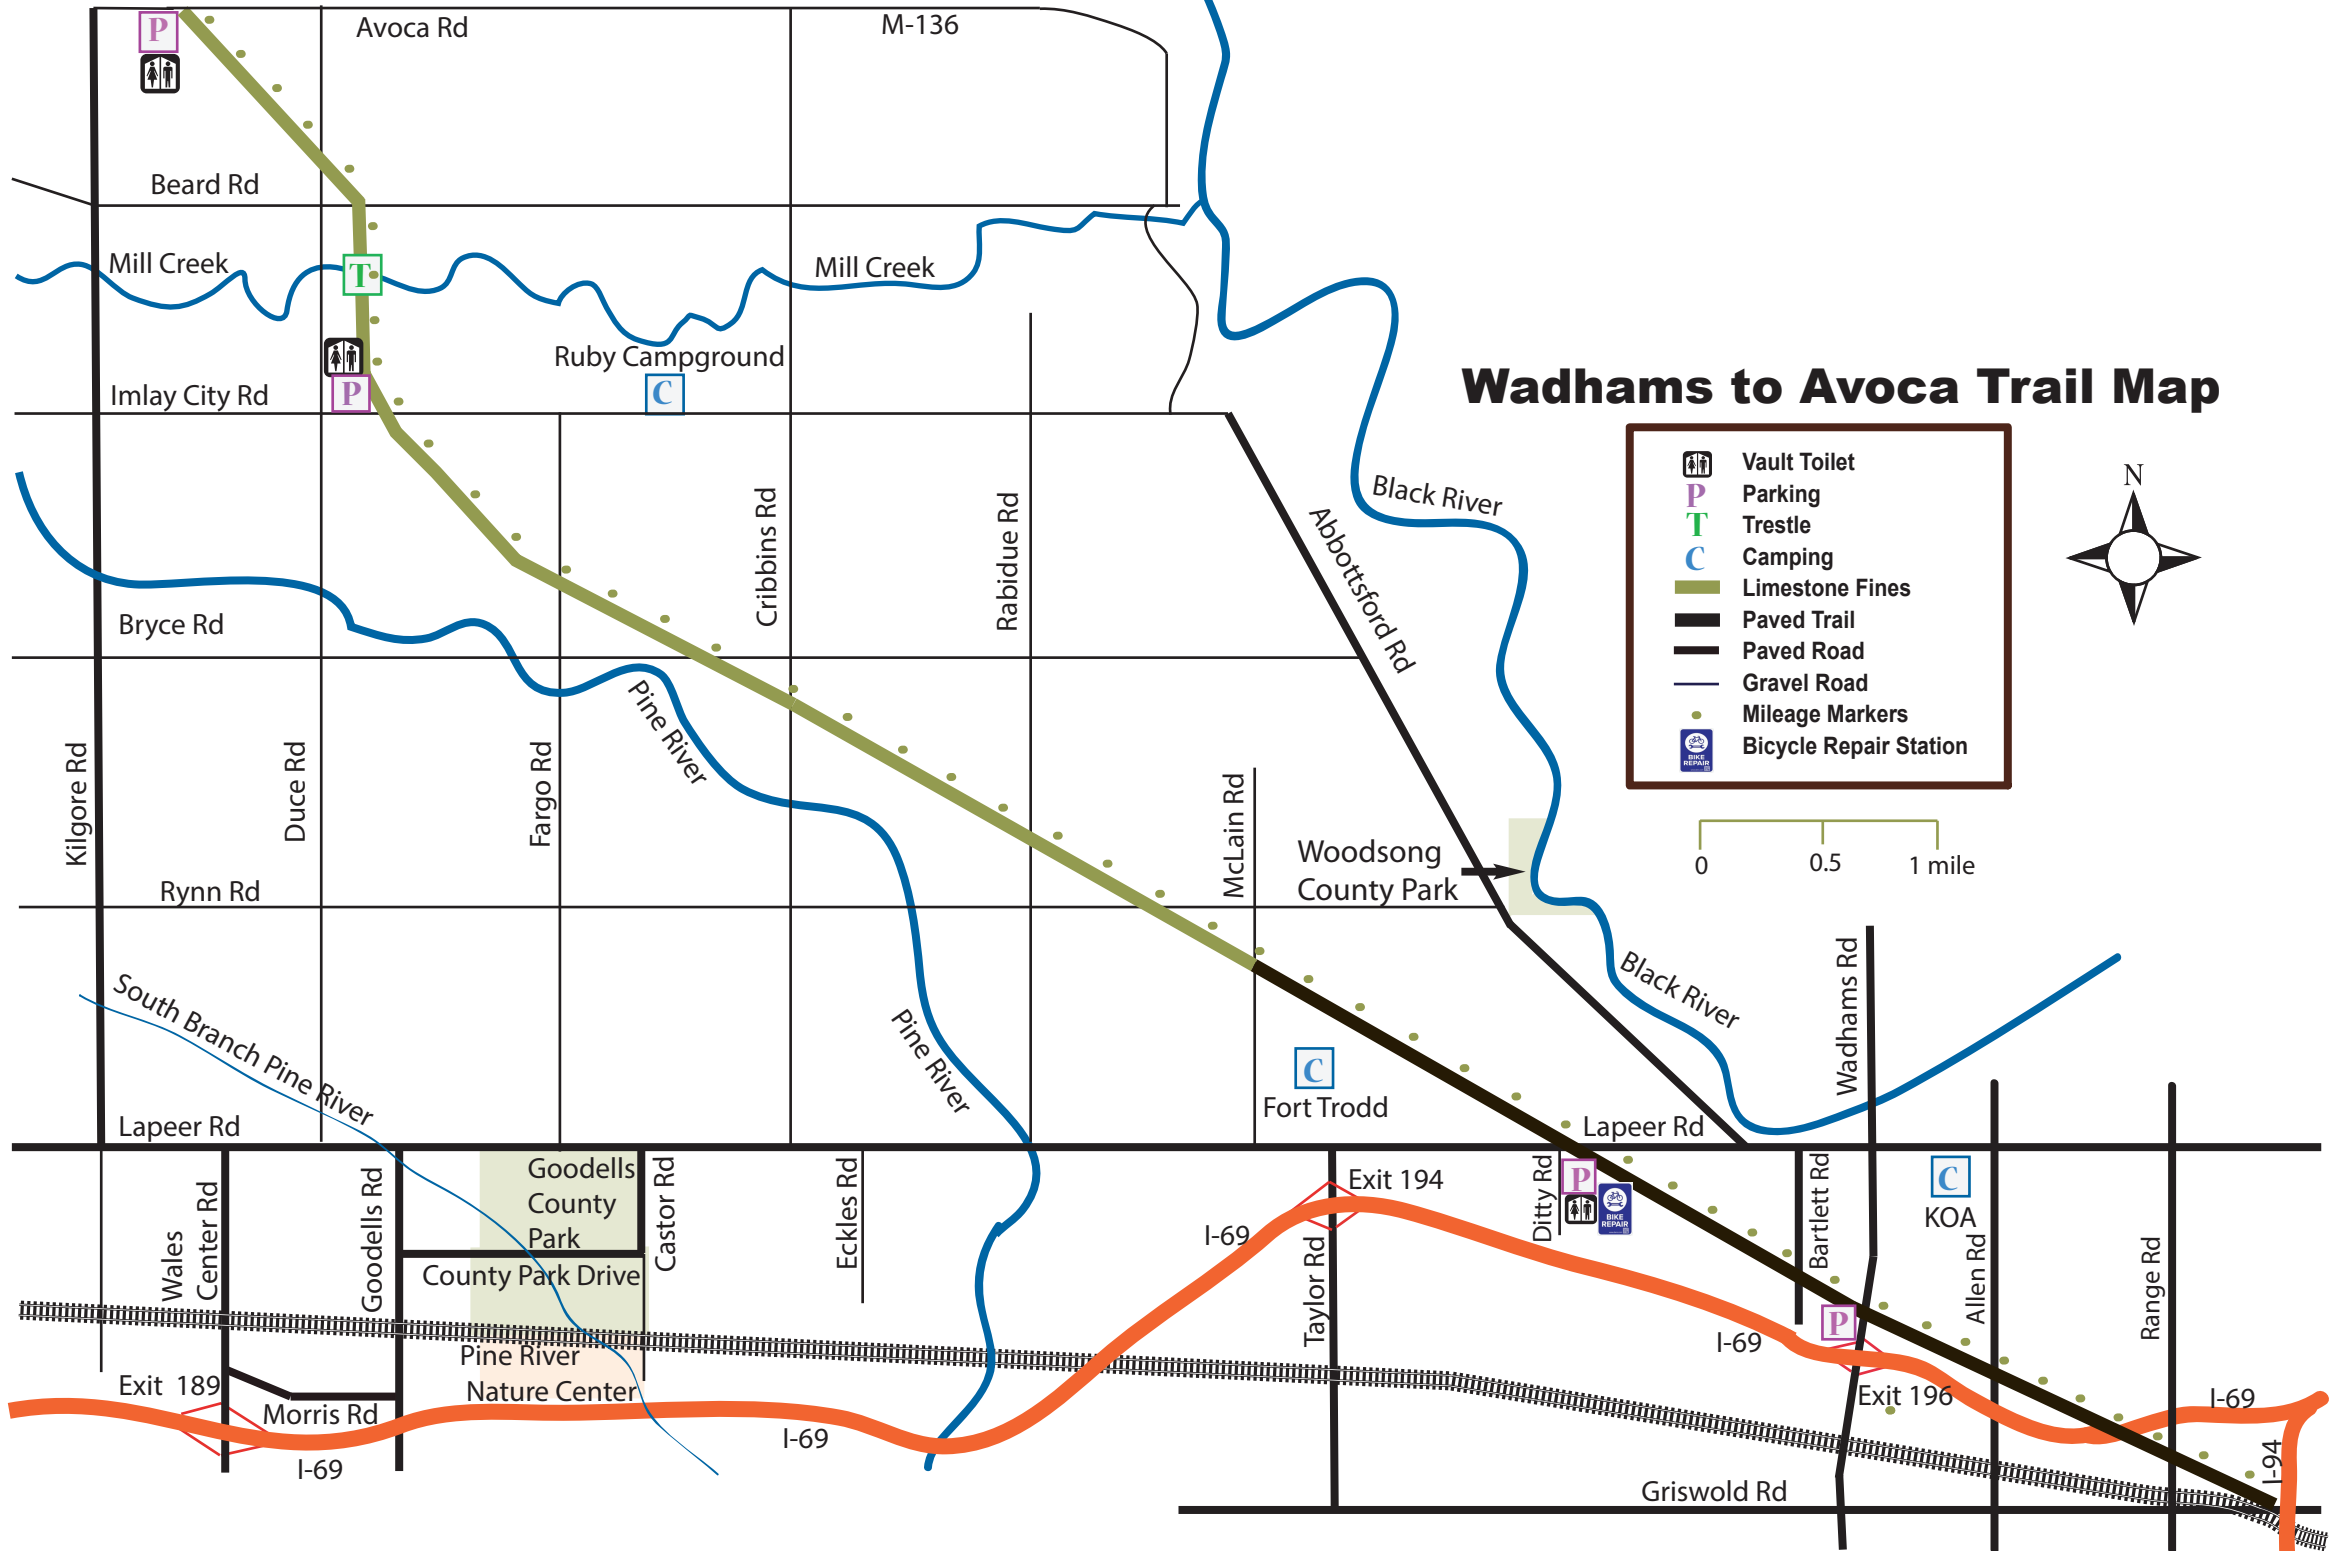 P
Avoca Rd
M-136
Beard Rd
Mill Creek
T
Mill Creek
Ruby Campground
Imlay City Rd
P
C
Wadhams to Avoca Trail Map
Vault Toilet
P Parking
T Trestle
C Camping
Limestone Fines
Paved Trail
Paved Road
Gravel Road
Mileage Markers
BIKE
REPAIR
Bicycle Repair Station
N
0 0.5 1 mile
Black River
Abbottsford Rd
Cribbins Rd
Rabidue Rd
Bryce Rd
Pine River
Kilgore Rd
Duce Rd
Fargo Rd
McLain Rd
Woodsong
County Park
Rynn Rd
Black River
Wadhams Rd
South Branch Pine River
Pine River
C
Fort Trodd
Lapeer Rd
Lapeer Rd
Goodells
County
Park
County Park Drive
Wales
Center Rd
Goodells Rd
Castor Rd
Eckles Rd
Exit 194
I-69
Taylor Rd
Ditty Rd
P
BIKE
REPAIR
Bartlett Rd
C
KOA
Allen Rd
Range Rd
P
I-69
Pine River
Nature Center
Exit 189
Morris Rd
I-69
I-69
Exit 196
I-69
I-94
Griswold Rd